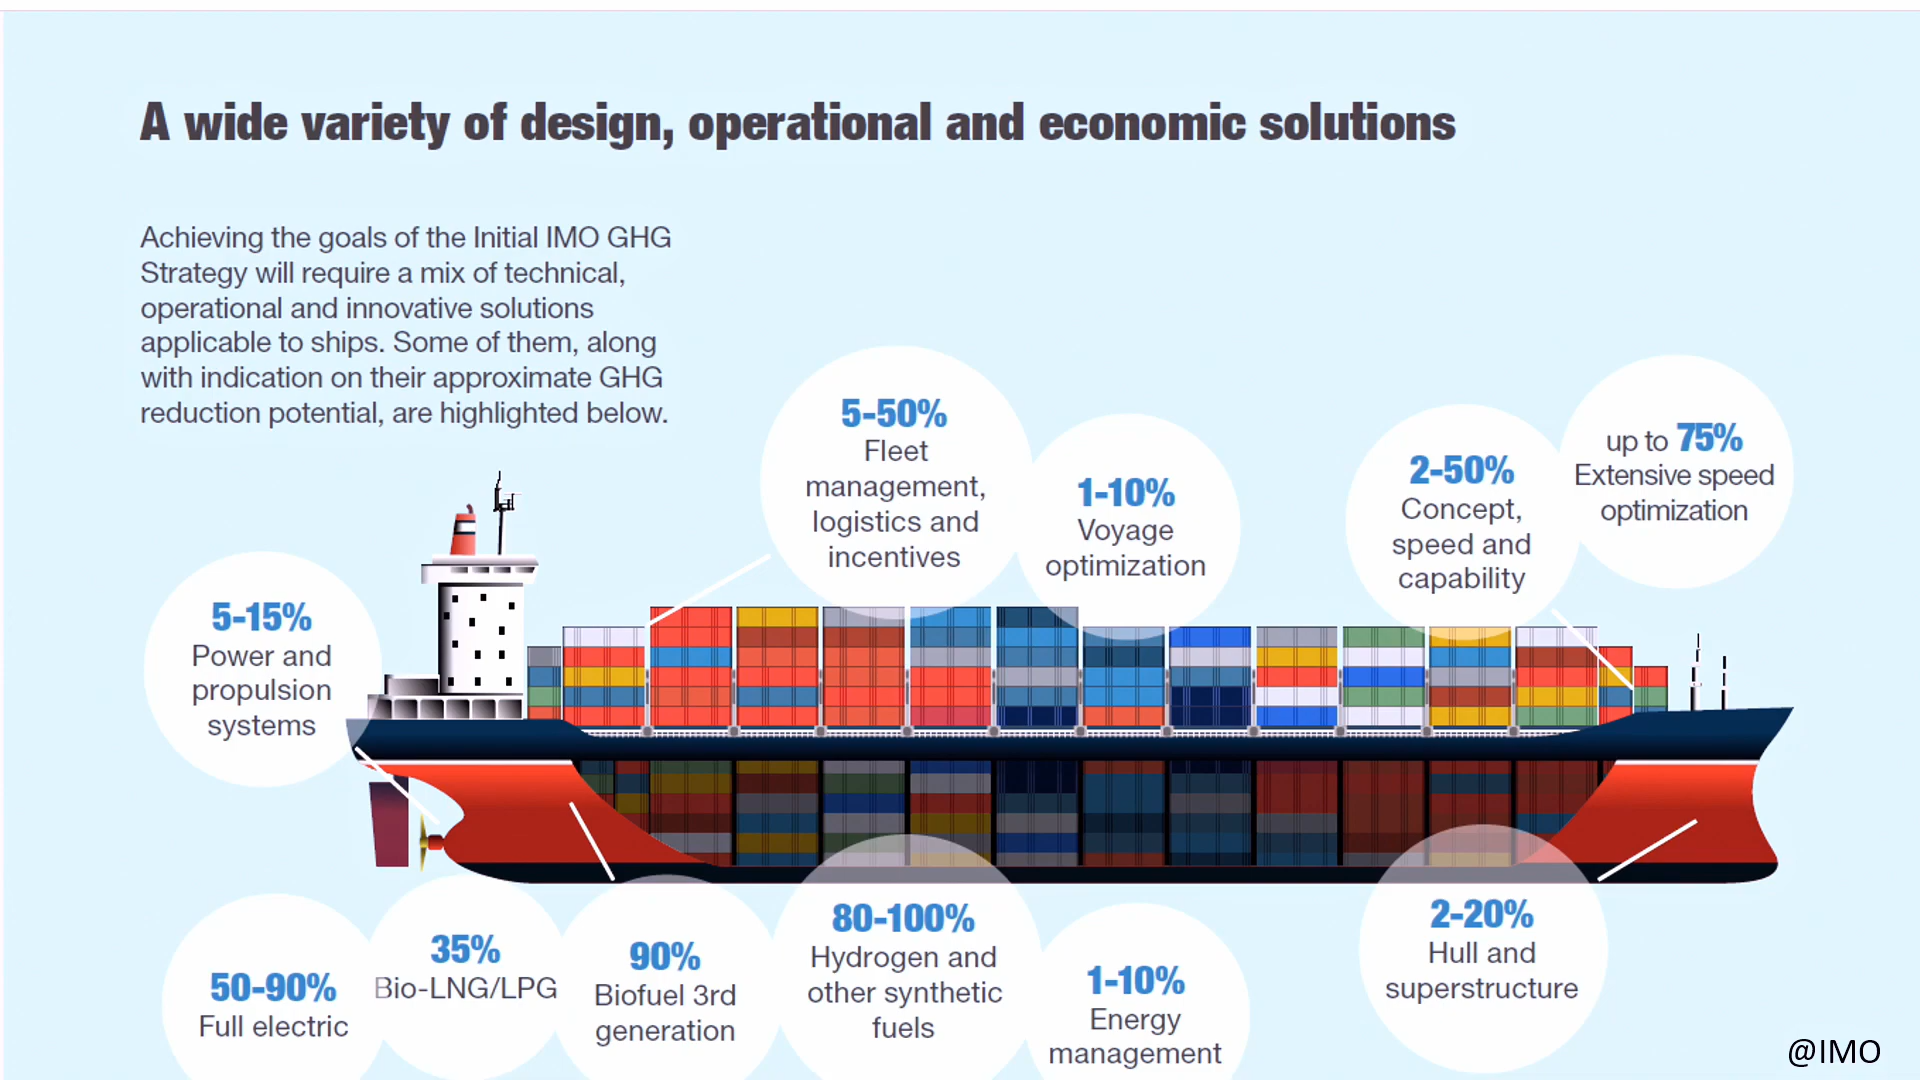 A wide variety of design, operational and economic solutions
Achieving the goals of the Initial IMO GHG
Strategy will require a mix of technical,
operational and innovative solutions
applicable to ships. Some of them, along
with indication on their approximate GHG
reduction potential, are highlighted below.
5-50%
Fleet
management,
logistics and
incentives
1-10%
Voyage
optimization
2-50%
Concept,
speed and
capability
up to 75%
Extensive speed
optimization
5-15%
Power and
propulsion
systems
50-90%
Full electric
35%
Bio-LNG/LPG
90%
Biofuel 3rd
generation
80-100%
Hydrogen and
other synthetic
fuels
1-10%
Energy
management
2-20%
Hull and
superstructure
@IMO